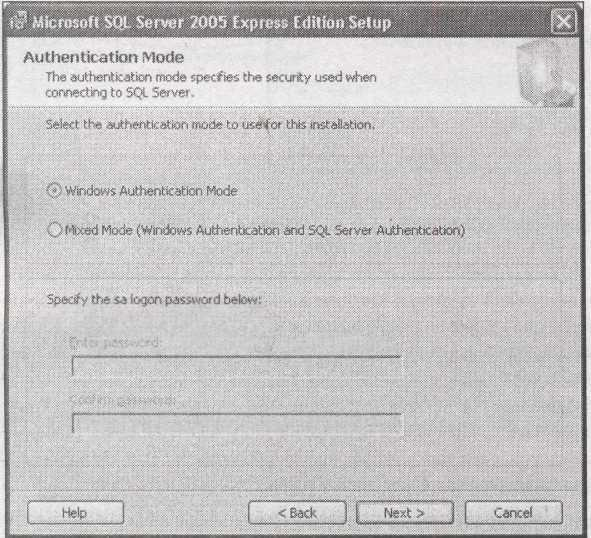 Microsoft SQL Server 2005 Express Edition Setup
Authentication Mode
The authentication mode specifies the security used when
connecting to SQL Server.
Select the authentication mode to use for this installation.
Windows Authentication Mode
Mixed Mode (Windows Authentication and SQL Server Authentication)
Specify the sa logon password below:
Enter password:
Confirm password:
Help
< Back
Next >
Cancel